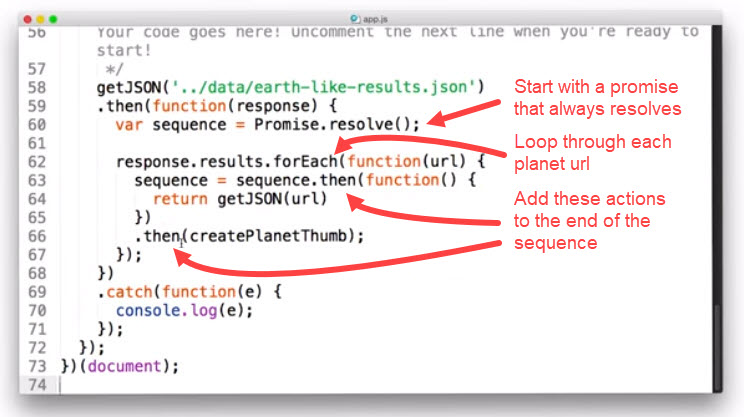 app.js
56 Your code goes here! Uncomment the next line when you're ready to
start!
57 */
58 getJSON('../data/earth-like-results.json')
59 .then(function(response) {
60 var sequence = Promise.resolve();
61
62 response.results.forEach(function(url) {
63 sequence = sequence.then(function() {
64 return getJSON(url)
65 })
66 .then(createPlanetThumb);
67 });
68 })
69 .catch(function(e) {
70 console.log(e);
71 });
72 });
73 })(document);
74
Start with a promise
that always resolves
Loop through each
planet url
Add these actions
to the end of the
sequence